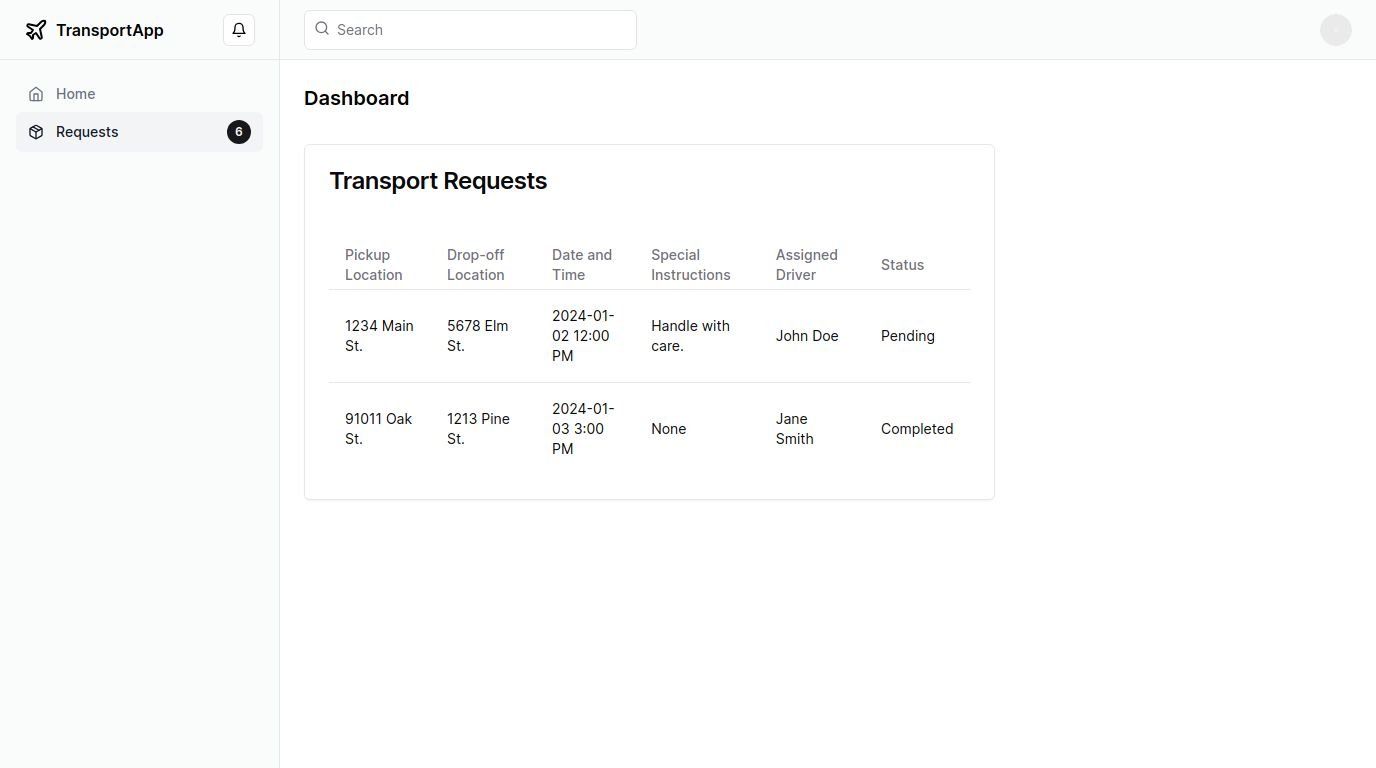 TransportApp
Search
Home
Requests
6
Dashboard
Transport Requests
Pickup Drop-off Date and Special Assigned Status
Location Location Time Instructions Driver
1234 Main 5678 Elm 2024-01- Handle with John Doe Pending
St. St. 02 12:00 care.
PM
91011 Oak 1213 Pine 2024-01- None Jane Completed
St. St. 03 3:00 Smith
PM